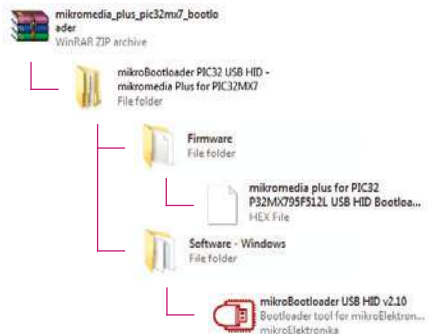 mikromedia_plus_pic32mx7_bootlo
ader
WinRAR ZIP archive
mikroBootloader PIC32 USB HID -
mikromedia Plus for PIC32MX7
File folder
Firmware
File folder
mikromedia plus for PIC32
P32MX795F512L USB HID Bootloa...
HEX File
Software - Windows
File folder
mikroBootloader USB HID v2.10
Bootloader tool for mikroElektron...
mikroElektronika